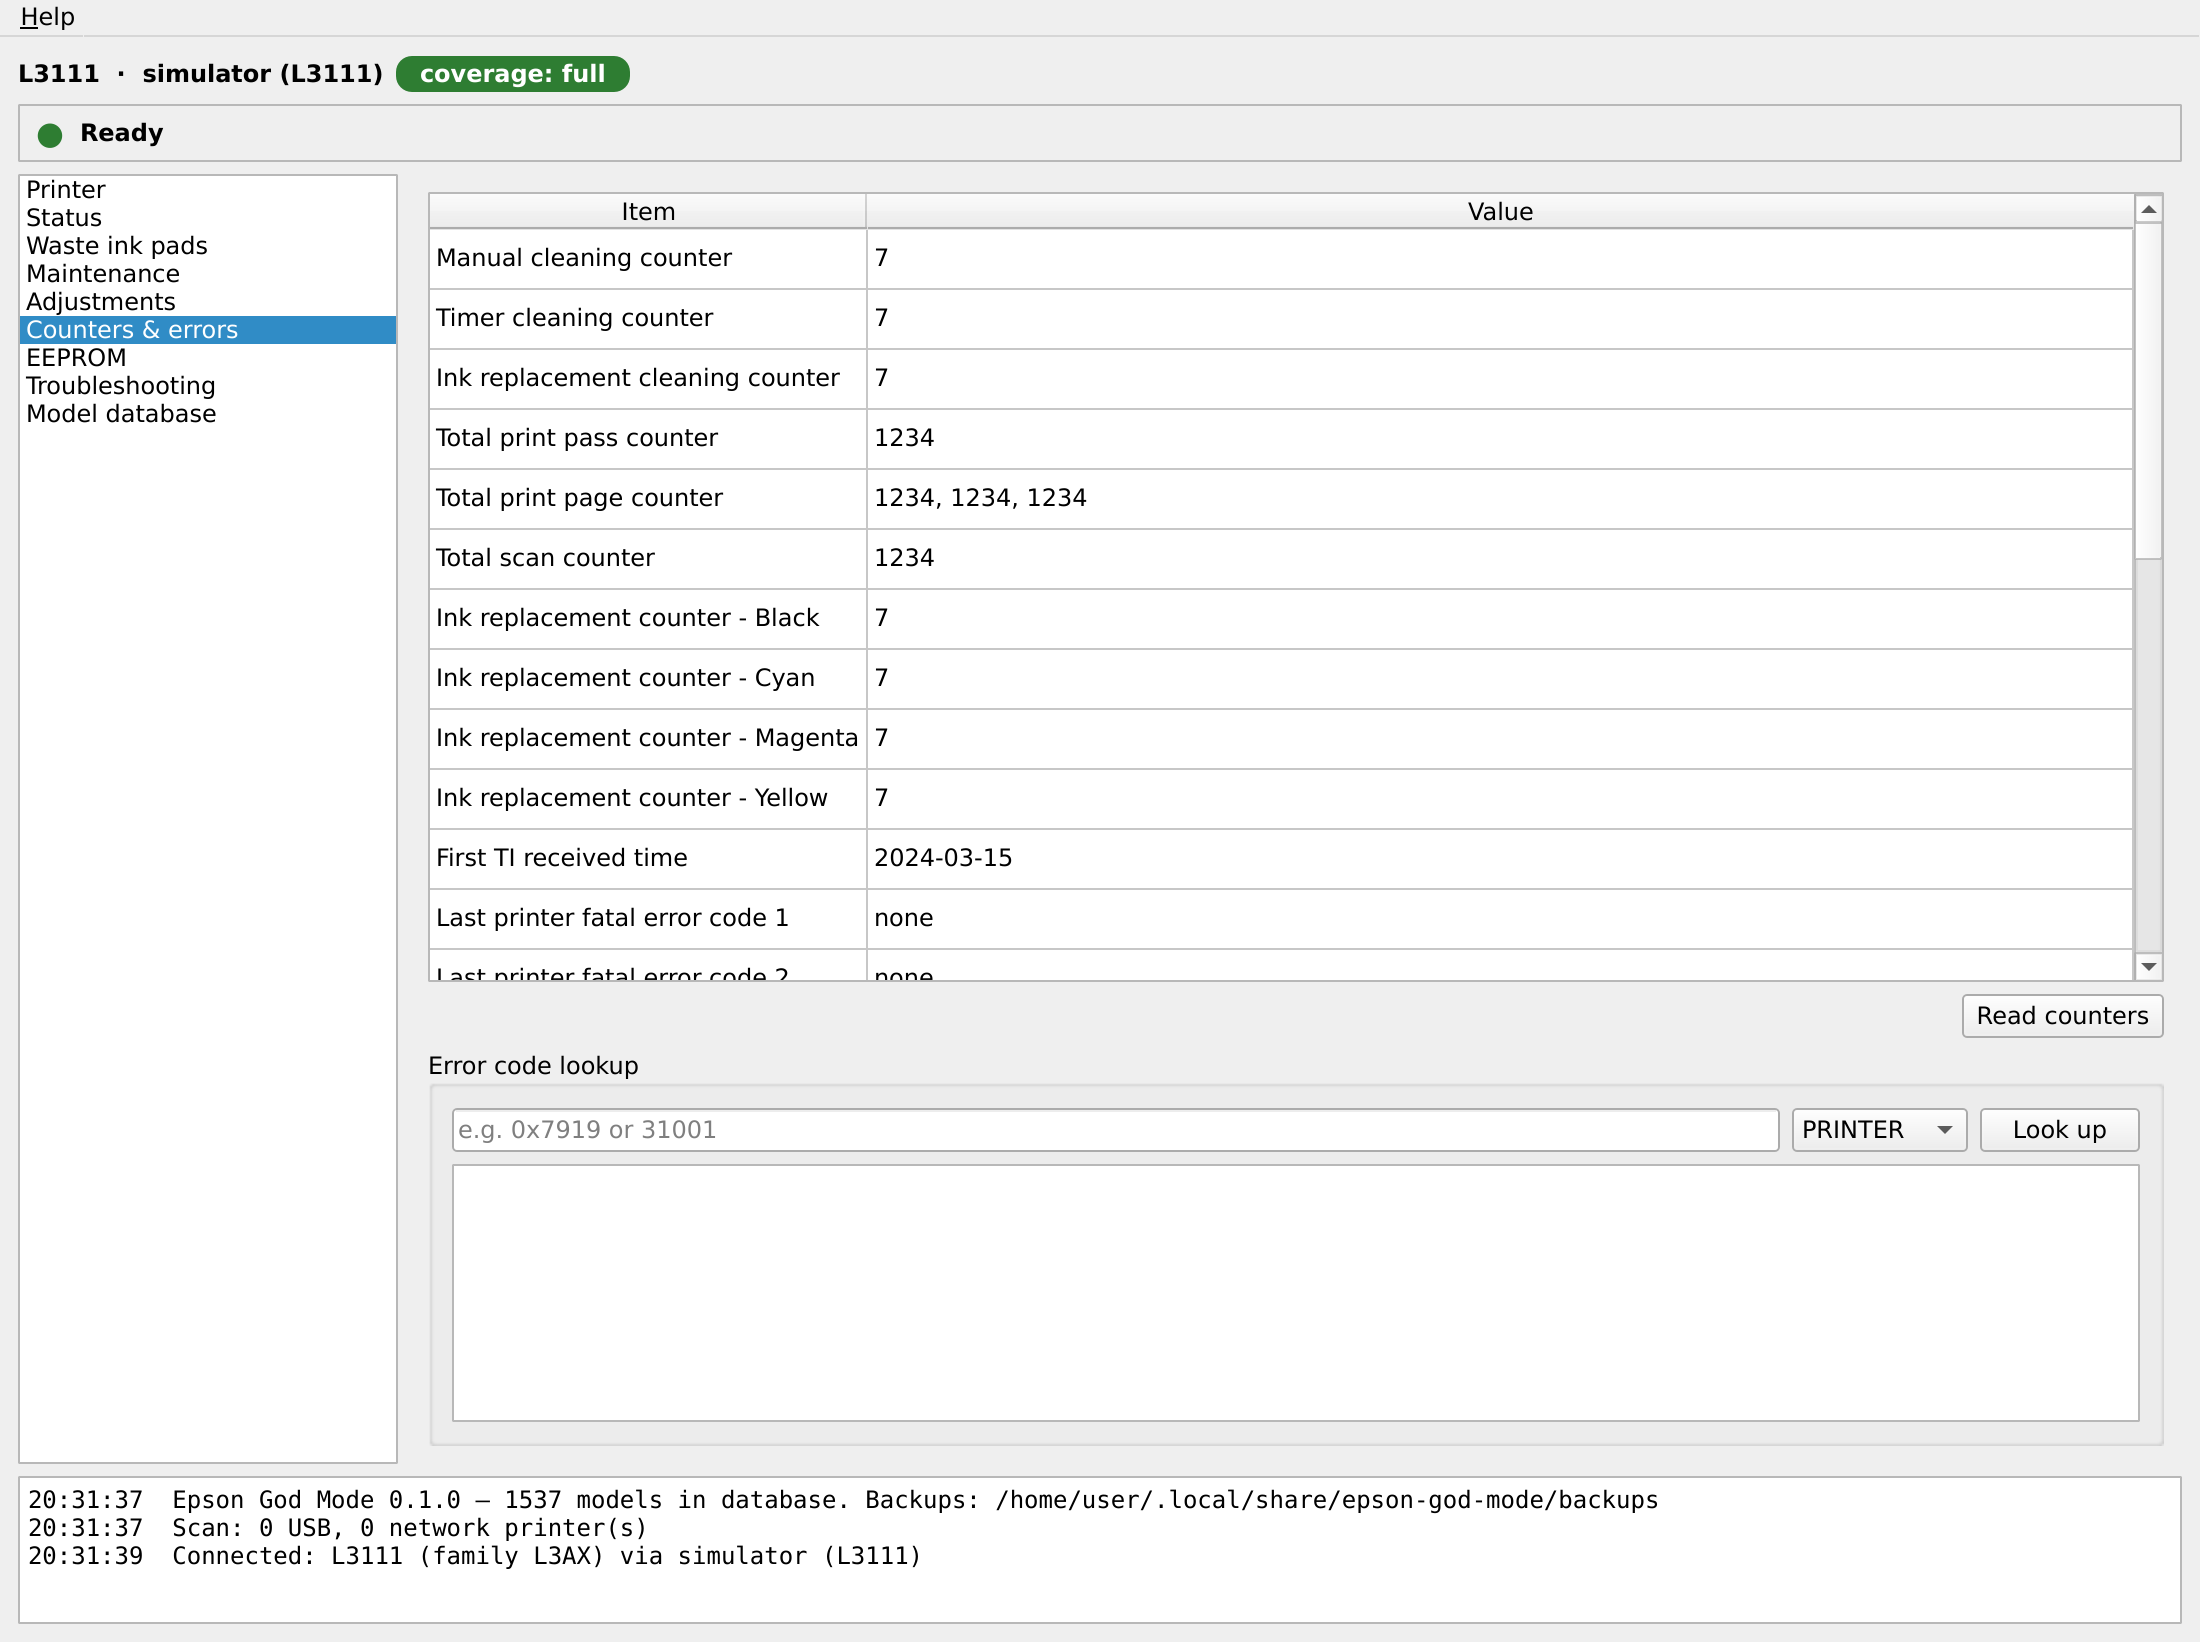 Help
L3111 · simulator (L3111) coverage: full
Ready
Printer
Status
Waste ink pads
Maintenance
Adjustments
Counters & errors
EEPROM
Troubleshooting
Model database
Item Value
Manual cleaning counter 7
Timer cleaning counter 7
Ink replacement cleaning counter 7
Total print pass counter 1234
Total print page counter 1234, 1234, 1234
Total scan counter 1234
Ink replacement counter - Black 7
Ink replacement counter - Cyan 7
Ink replacement counter - Magenta 7
Ink replacement counter - Yellow 7
First TI received time 2024-03-15
Last printer fatal error code 1 none
Last printer fatal error code 2 none
Read counters
Error code lookup
e.g. 0x7919 or 31001 PRINTER Look up
20:31:37 Epson God Mode 0.1.0 — 1537 models in database. Backups: /home/user/.local/share/epson-god-mode/backups
20:31:37 Scan: 0 USB, 0 network printer(s)
20:31:39 Connected: L3111 (family L3AX) via simulator (L3111)